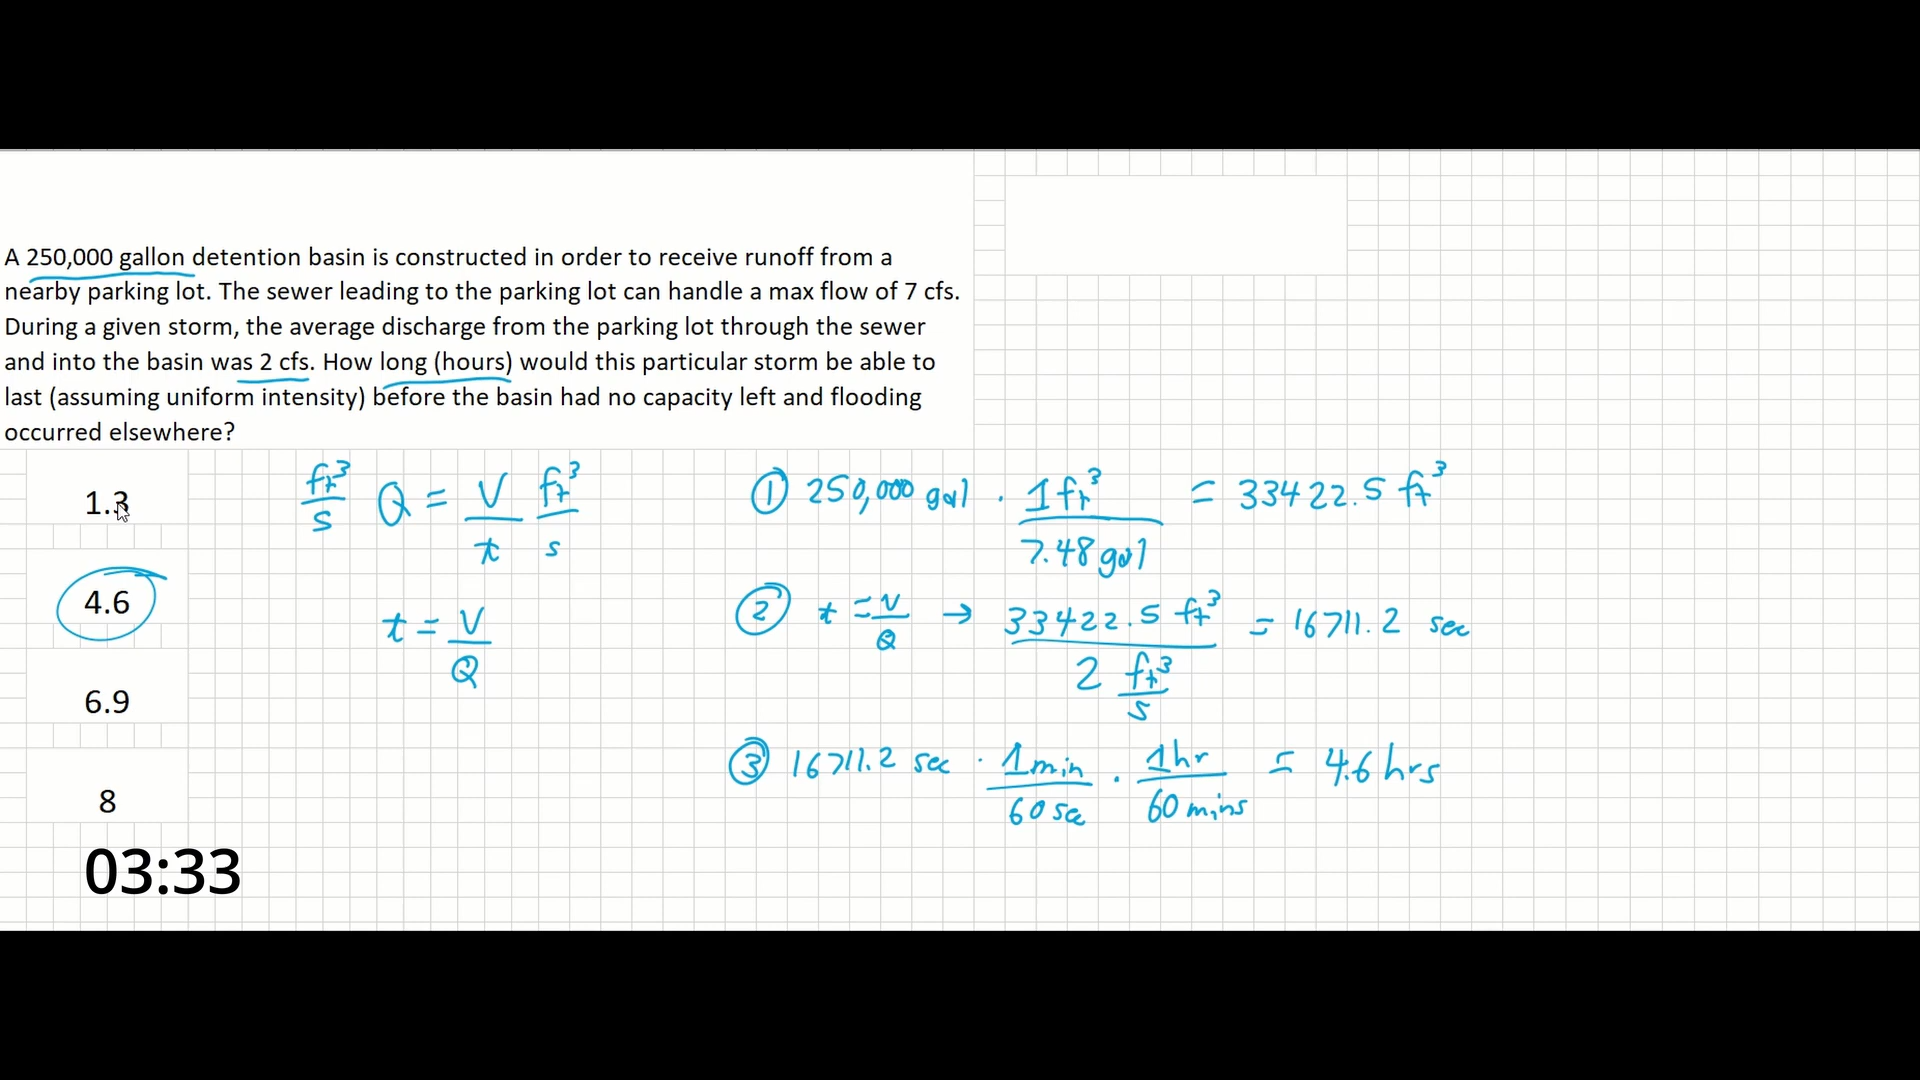 A 250,000 gallon detention basin is constructed in order to receive runoff from a
nearby parking lot. The sewer leading to the parking lot can handle a max flow of 7 cfs.
During a given storm, the average discharge from the parking lot through the sewer
and into the basin was 2 cfs. How long (hours) would this particular storm be able to
last (assuming uniform intensity) before the basin had no capacity left and flooding
occurred elsewhere?
1.3
4.6
6.9
8
03:33
ft³/s Q = V/t ft³/s
t = V/Q
① 250,000 gal · 1 ft³/7.48 gal = 33422.5 ft³
② t = V/Q → 33422.5 ft³/2 ft³/s = 16711.2 sec
③ 16711.2 sec · 1 min/60 sec · 1 hr/60 mins = 4.6 hrs